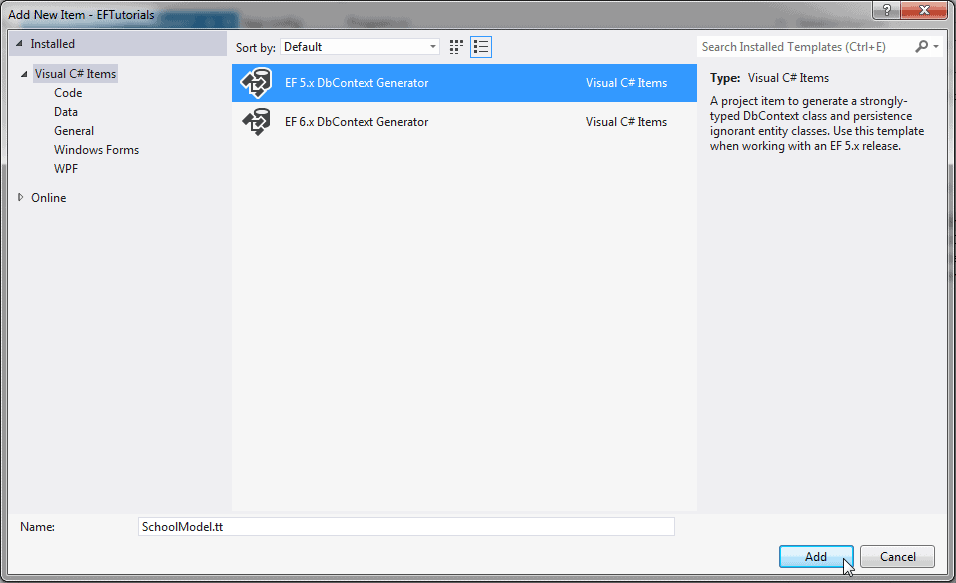 Add New Item - EFTutorials
?
Installed
Sort by: Default
Search Installed Templates (Ctrl+E)
Visual C# Items
Code
Data
General
Windows Forms
WPF
Online
EF 5.x DbContext Generator Visual C# Items
EF 6.x DbContext Generator Visual C# Items
Type: Visual C# Items
A project item to generate a strongly-
typed DbContext class and persistence
ignorant entity classes. Use this template
when working with an EF 5.x release.
Name: SchoolModel.tt
Add Cancel